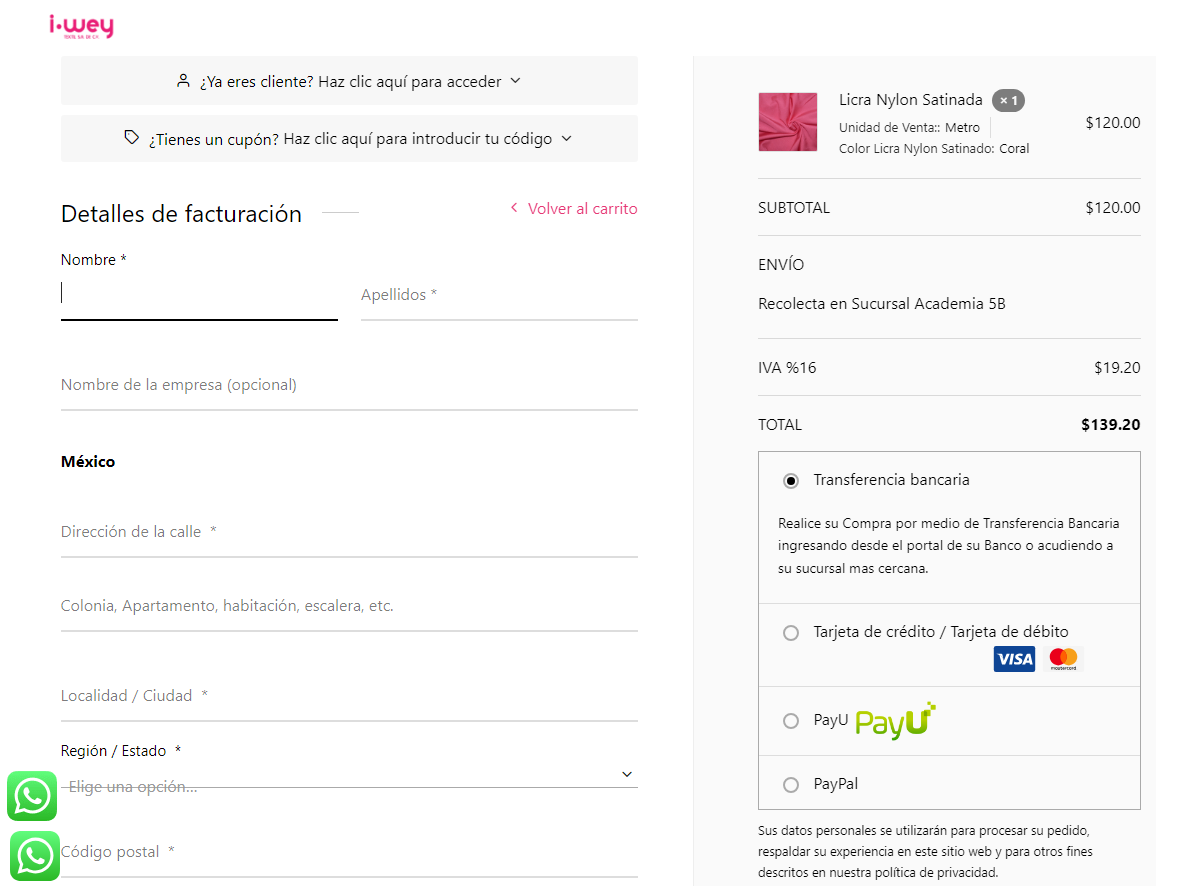 i·wey
¿Ya eres cliente? Haz clic aquí para acceder
¿Tienes un cupón? Haz clic aquí para introducir tu código
Detalles de facturación
Volver al carrito
Nombre *
Apellidos *
Nombre de la empresa (opcional)
México
Dirección de la calle *
Colonia, Apartamento, habitación, escalera, etc.
Localidad / Ciudad *
Región / Estado *
Elige una opción...
Código postal *
Licra Nylon Satinada × 1
$120.00
Unidad de Venta:: Metro
Color Licra Nylon Satinado: Coral
SUBTOTAL $120.00
ENVÍO
Recolecta en Sucursal Academia 5B
IVA %16 $19.20
TOTAL $139.20
Transferencia bancaria
Realice su Compra por medio de Transferencia Bancaria
ingresando desde el portal de su Banco o acudiendo a
su sucursal mas cercana.
Tarjeta de crédito / Tarjeta de débito
VISA mastercard
PayU PayU
PayPal
Sus datos personales se utilizarán para procesar su pedido,
respaldar su experiencia en este sitio web y para otros fines
descritos en nuestra política de privacidad.